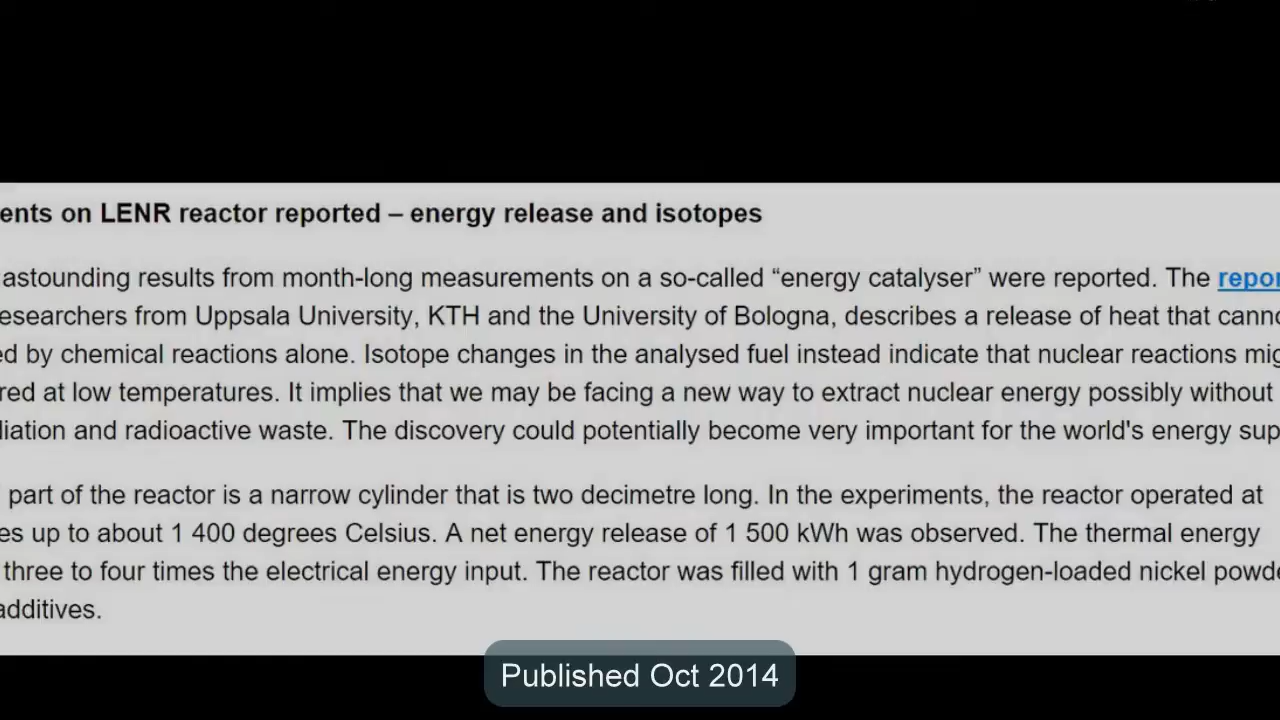 ents on LENR reactor reported – energy release and isotopes
astounding results from month-long measurements on a so-called “energy catalyser” were reported. The repor
esearchers from Uppsala University, KTH and the University of Bologna, describes a release of heat that canno
ed by chemical reactions alone. Isotope changes in the analysed fuel instead indicate that nuclear reactions mig
red at low temperatures. It implies that we may be facing a new way to extract nuclear energy possibly without
liation and radioactive waste. The discovery could potentially become very important for the world's energy sup
part of the reactor is a narrow cylinder that is two decimetre long. In the experiments, the reactor operated at
es up to about 1 400 degrees Celsius. A net energy release of 1 500 kWh was observed. The thermal energy
three to four times the electrical energy input. The reactor was filled with 1 gram hydrogen-loaded nickel powde
additives.
Published Oct 2014